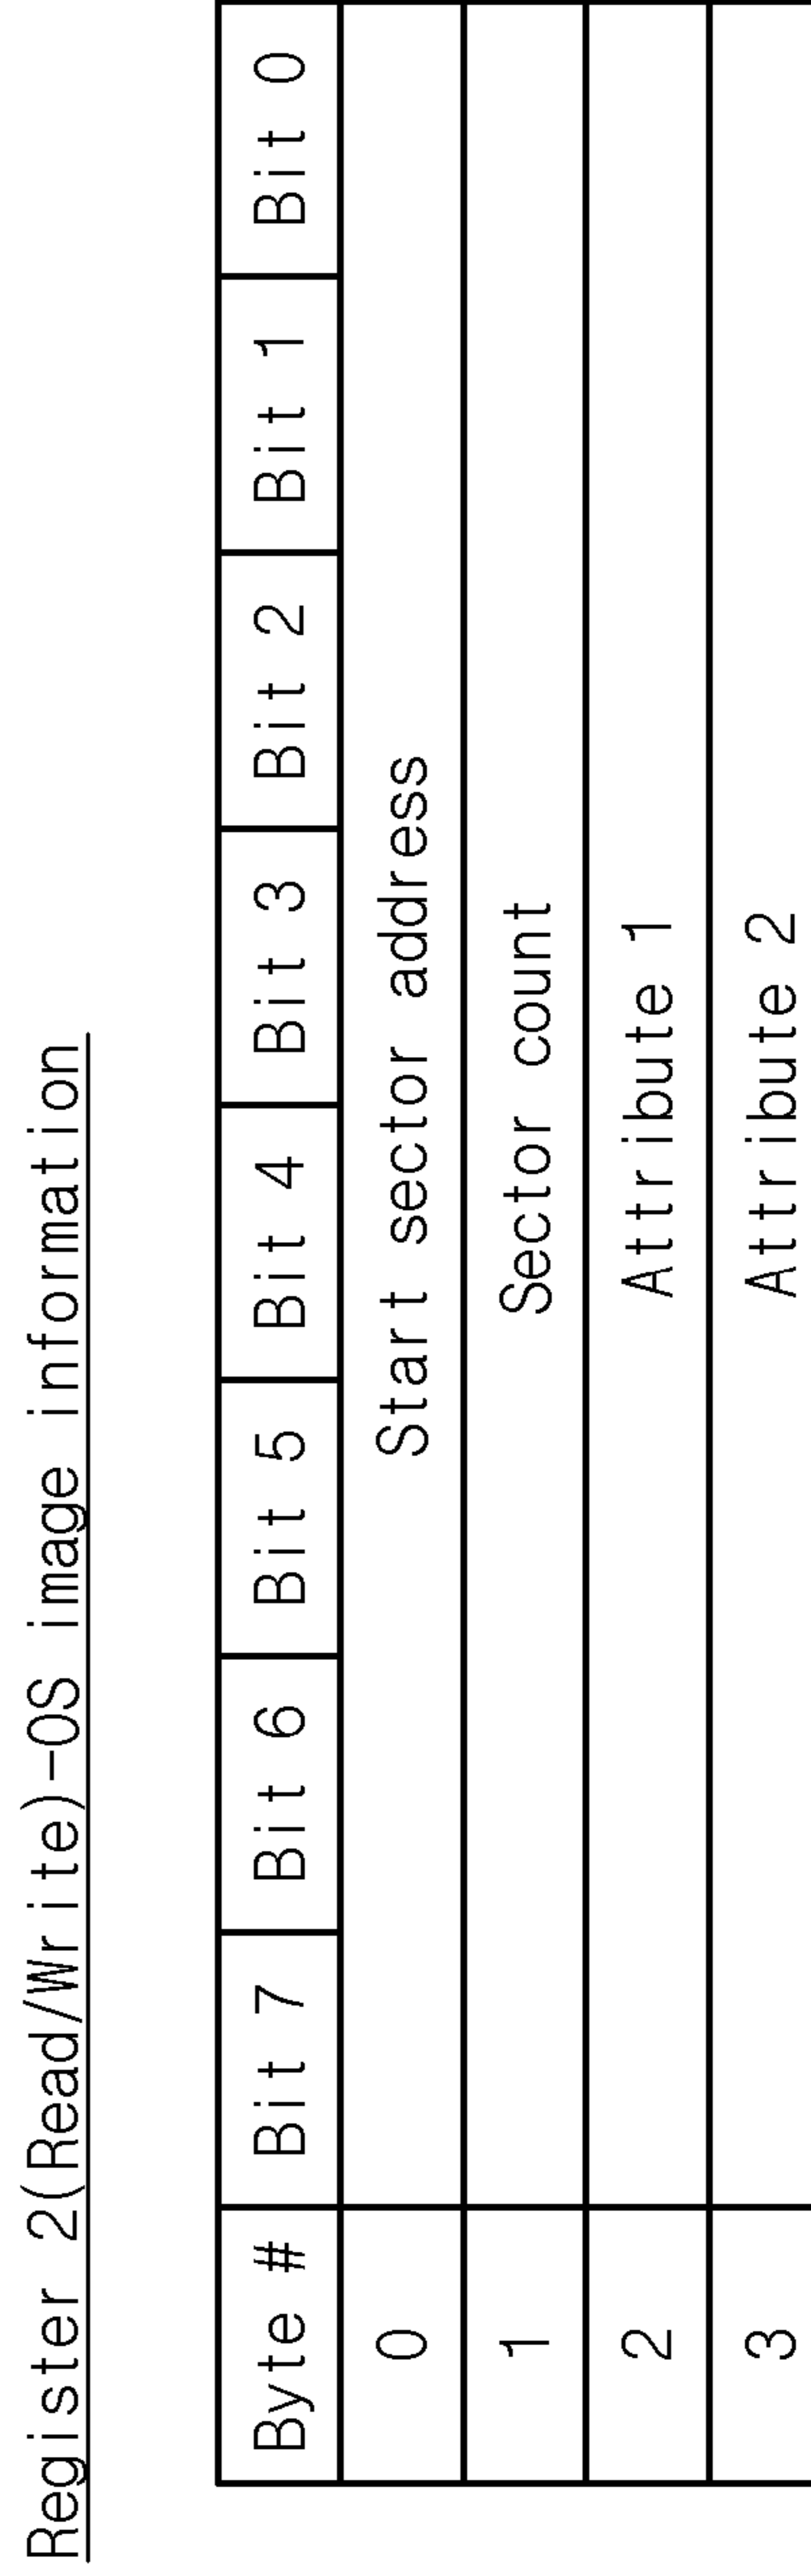 Register 2(Read/Write)-OS image information
Byte # Bit 7 Bit 6 Bit 5 Bit 4 Bit 3 Bit 2 Bit 1 Bit 0
0 Start sector address
1 Sector count
2 Attribute 1
3 Attribute 2